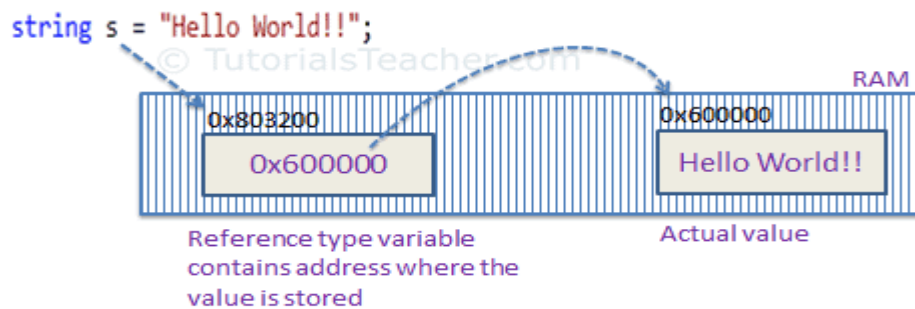 string s = "Hello World!!";
© TutorialsTeacher.com
RAM
0x803200
0x600000
0x600000
Hello World!!
Reference type variable
contains address where the
value is stored
Actual value